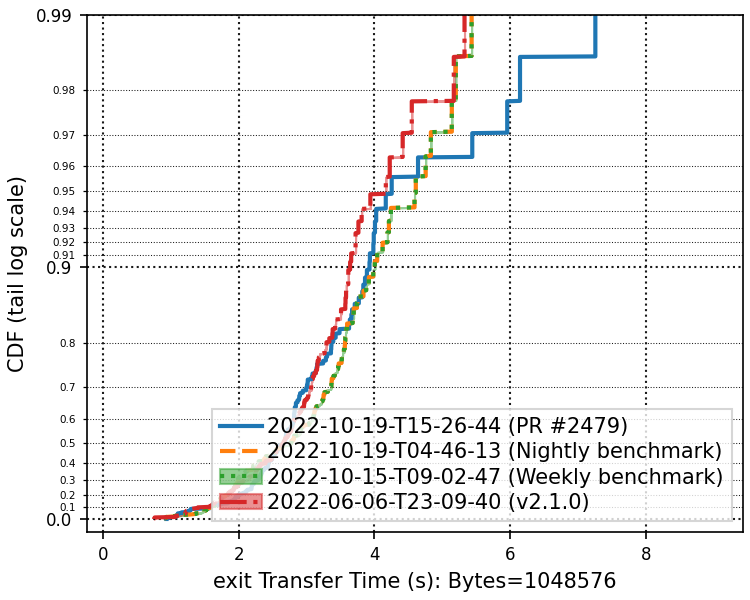 0.99
0.98
0.97
0.96
0.95
0.94
0.93
0.92
0.91
0.9
0.8
0.7
0.6
0.5
0.4
0.3
0.2
0.1
0.0
CDF (tail log scale)
2022-10-19-T15-26-44 (PR #2479)
2022-10-19-T04-46-13 (Nightly benchmark)
2022-10-15-T09-02-47 (Weekly benchmark)
2022-06-06-T23-09-40 (v2.1.0)
0 2 4 6 8
exit Transfer Time (s): Bytes=1048576